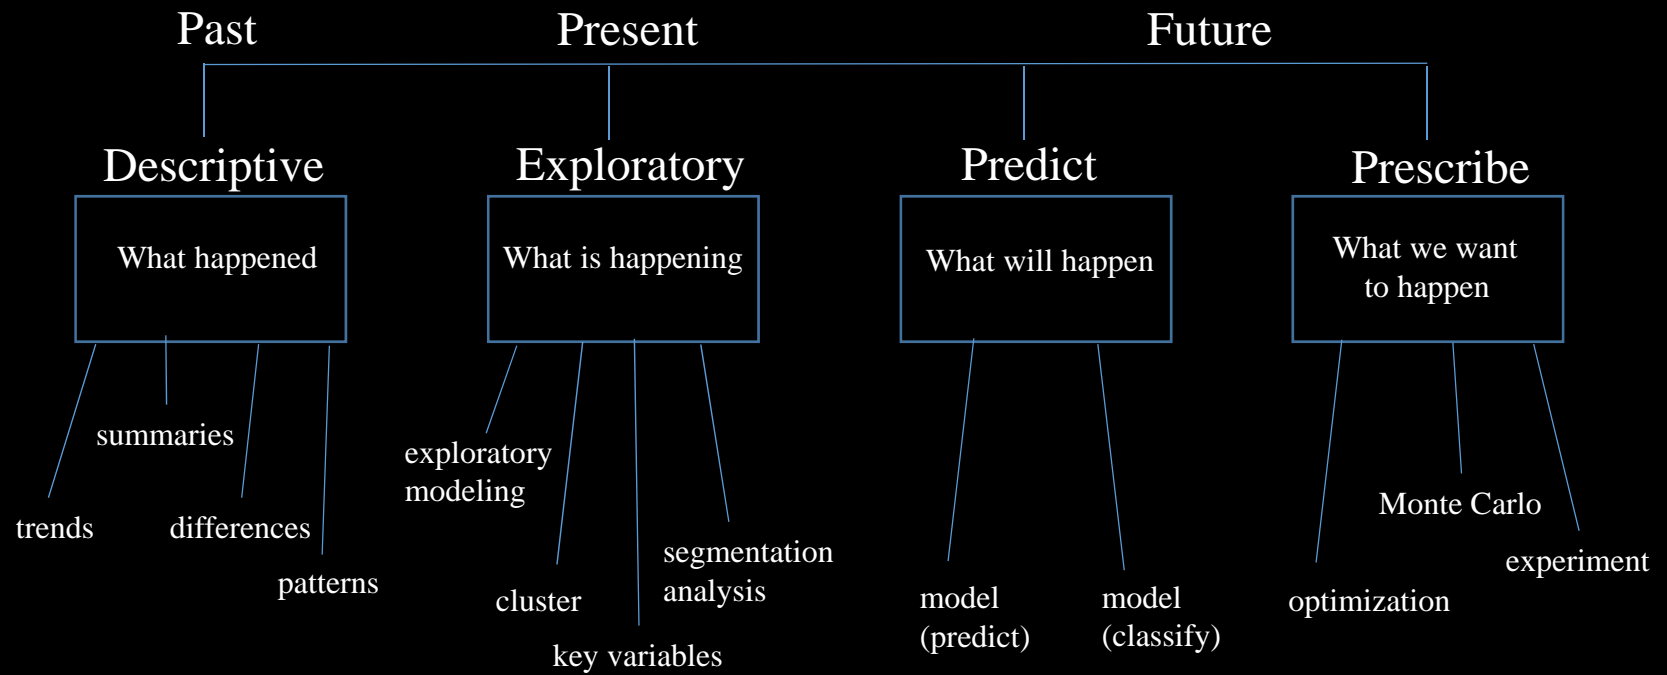 Past
Present
Future
Descriptive
Exploratory
Predict
Prescribe
What happened
What is happening
What will happen
What we want
to happen
trends
summaries
differences
patterns
exploratory
modeling
cluster
key variables
segmentation
analysis
model
(predict)
model
(classify)
optimization
Monte Carlo
experiment